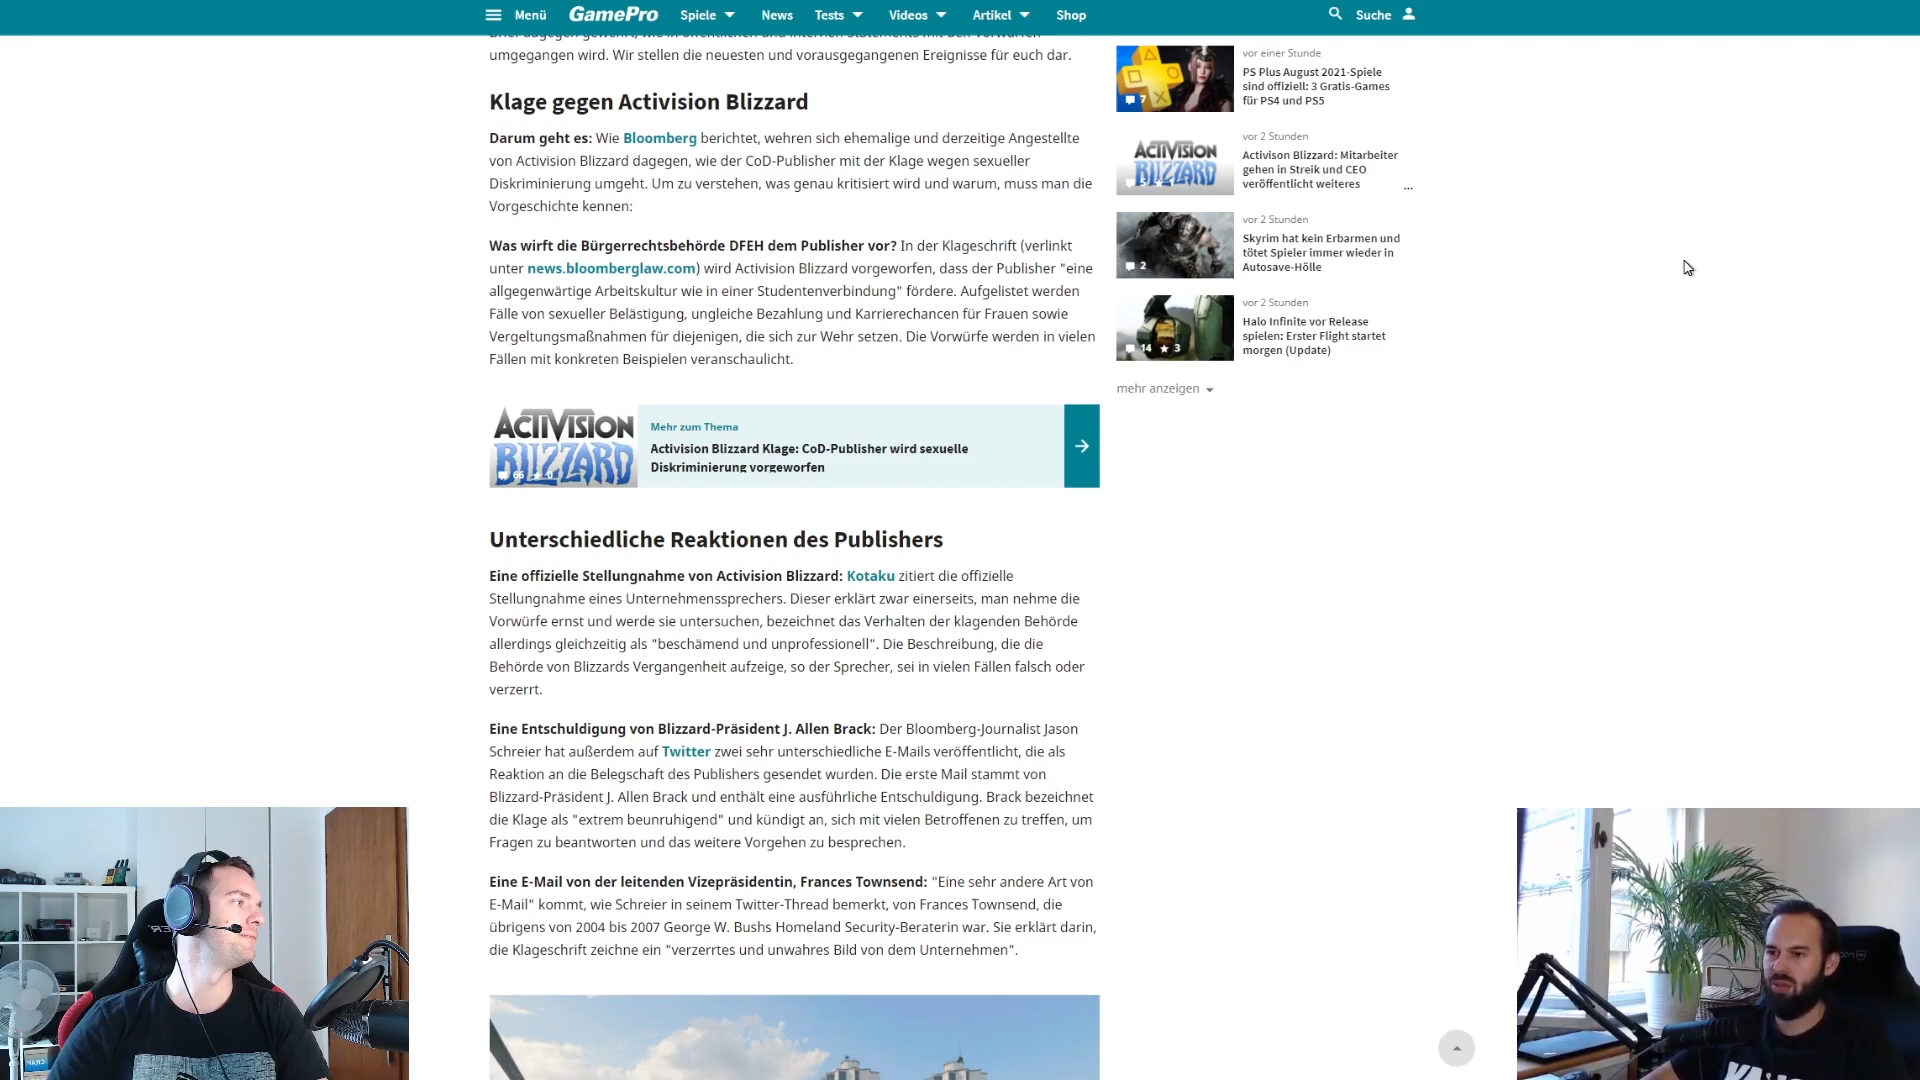 Menü GamePro Spiele News Tests Videos Artikel Shop Suche
umgegangen wird. Wir stellen die neuesten und vorausgegangenen Ereignisse für euch dar.
Klage gegen Activision Blizzard
Darum geht es: Wie Bloomberg berichtet, wehren sich ehemalige und derzeitige Angestellte
von Activision Blizzard dagegen, wie der CoD-Publisher mit der Klage wegen sexueller
Diskriminierung umgeht. Um zu verstehen, was genau kritisiert wird und warum, muss man die
Vorgeschichte kennen:
Was wirft die Bürgerrechtsbehörde DFEH dem Publisher vor? In der Klageschrift (verlinkt
unter news.bloomberglaw.com) wird Activision Blizzard vorgeworfen, dass der Publisher "eine
allgegenwärtige Arbeitskultur wie in einer Studentenverbindung" fördere. Aufgelistet werden
Fälle von sexueller Belästigung, ungleiche Bezahlung und Karrierechancen für Frauen sowie
Vergeltungsmaßnahmen für diejenigen, die sich zur Wehr setzen. Die Vorwürfe werden in vielen
Fällen mit konkreten Beispielen veranschaulicht.
ACTIVISION
BLIZZARD
66 0
Mehr zum Thema
Activision Blizzard Klage: CoD-Publisher wird sexuelle
Diskriminierung vorgeworfen
Unterschiedliche Reaktionen des Publishers
Eine offizielle Stellungnahme von Activision Blizzard: Kotaku zitiert die offizielle
Stellungnahme eines Unternehmenssprechers. Dieser erklärt zwar einerseits, man nehme die
Vorwürfe ernst und werde sie untersuchen, bezeichnet das Verhalten der klagenden Behörde
allerdings gleichzeitig als "beschämend und unprofessionell". Die Beschreibung, die die
Behörde von Blizzards Vergangenheit aufzeige, so der Sprecher, sei in vielen Fällen falsch oder
verzerrt.
Eine Entschuldigung von Blizzard-Präsident J. Allen Brack: Der Bloomberg-Journalist Jason
Schreier hat außerdem auf Twitter zwei sehr unterschiedliche E-Mails veröffentlicht, die als
Reaktion an die Belegschaft des Publishers gesendet wurden. Die erste Mail stammt von
Blizzard-Präsident J. Allen Brack und enthält eine ausführliche Entschuldigung. Brack bezeichnet
die Klage als "extrem beunruhigend" und kündigt an, sich mit vielen Betroffenen zu treffen, um
Fragen zu beantworten und das weitere Vorgehen zu besprechen.
Eine E-Mail von der leitenden Vizepräsidentin, Frances Townsend: "Eine sehr andere Art von
E-Mail" kommt, wie Schreier in seinem Twitter-Thread bemerkt, von Frances Townsend, die
übrigens von 2004 bis 2007 George W. Bushs Homeland Security-Beraterin war. Sie erklärt darin,
die Klageschrift zeichne ein "verzerrtes und unwahres Bild von dem Unternehmen".
7
vor einer Stunde
PS Plus August 2021-Spiele
sind offiziell: 3 Gratis-Games
für PS4 und PS5
ACTIVISION
BLIZZARD
vor 2 Stunden
Activison Blizzard: Mitarbeiter
gehen in Streik und CEO
veröffentlicht weiteres ...
2
vor 2 Stunden
Skyrim hat kein Erbarmen und
tötet Spieler immer wieder in
Autosave-Hölle
14 3
vor 2 Stunden
Halo Infinite vor Release
spielen: Erster Flight startet
morgen (Update)
mehr anzeigen